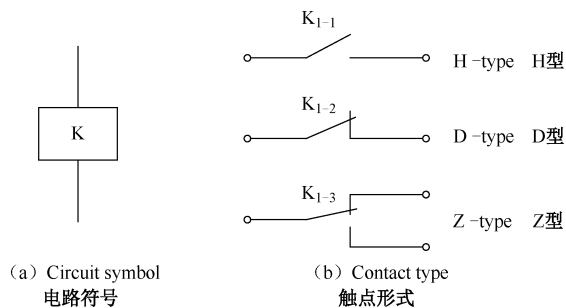 K₁₋₁
H -type H型
K
K₁₋₂
D -type D型
K₁₋₃
Z -type Z型
（a）Circuit symbol
电路符号
（b）Contact type
触点形式